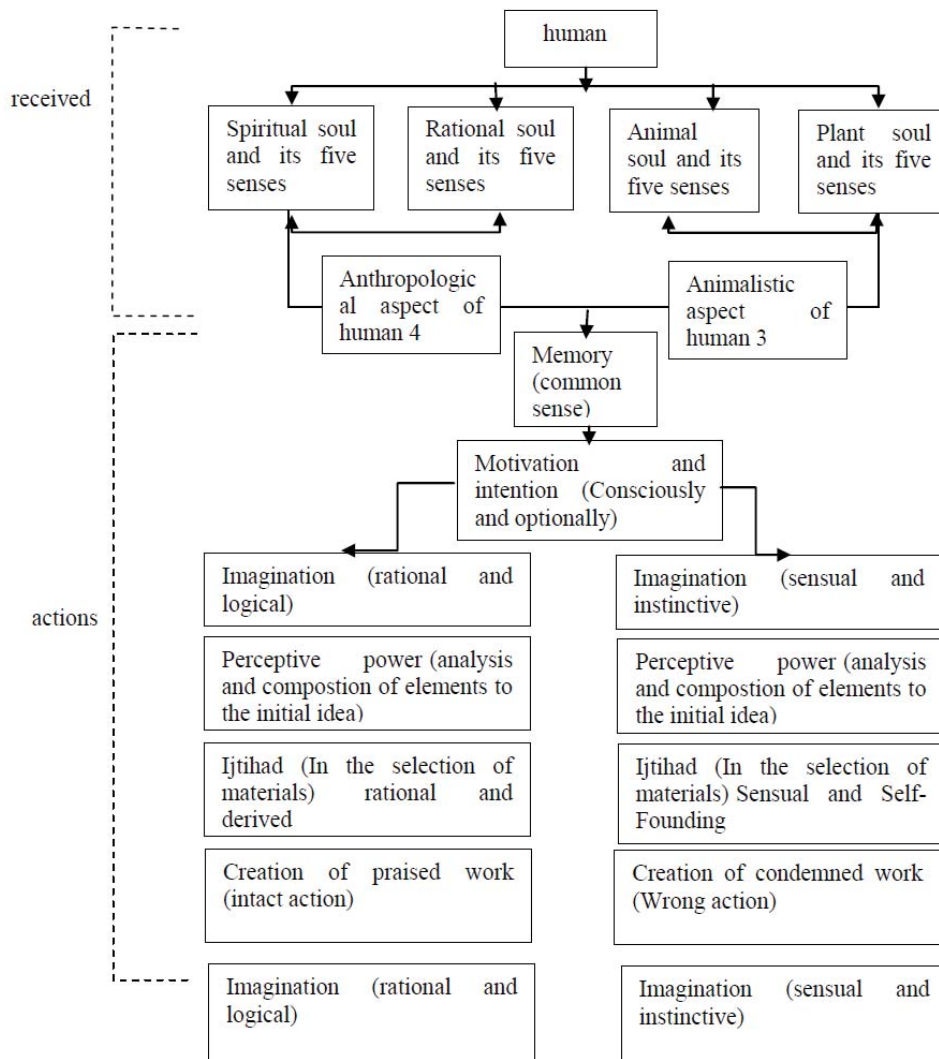 human
received
Spiritual soul
and its five
senses
Rational soul
and its five
senses
Animal
soul and its
five senses
Plant soul
and its five
senses
Anthropologic
al aspect of
human 4
Animalistic
aspect of
human 3
Memory
(common
sense)
Motivation and
intention (Consciously
and optionally)
actions
Imagination (rational and
logical)
Imagination (sensual and
instinctive)
Perceptive power (analysis
and compostion of elements to
the initial idea)
Perceptive power (analysis
and compostion of elements to
the initial idea)
Ijtihad (In the selection of
materials) rational and
derived
Ijtihad (In the selection of
materials) Sensual and Self-
Founding
Creation of praised work
(intact action)
Creation of condemned work
(Wrong action)
Imagination (rational and
logical)
Imagination (sensual and
instinctive)